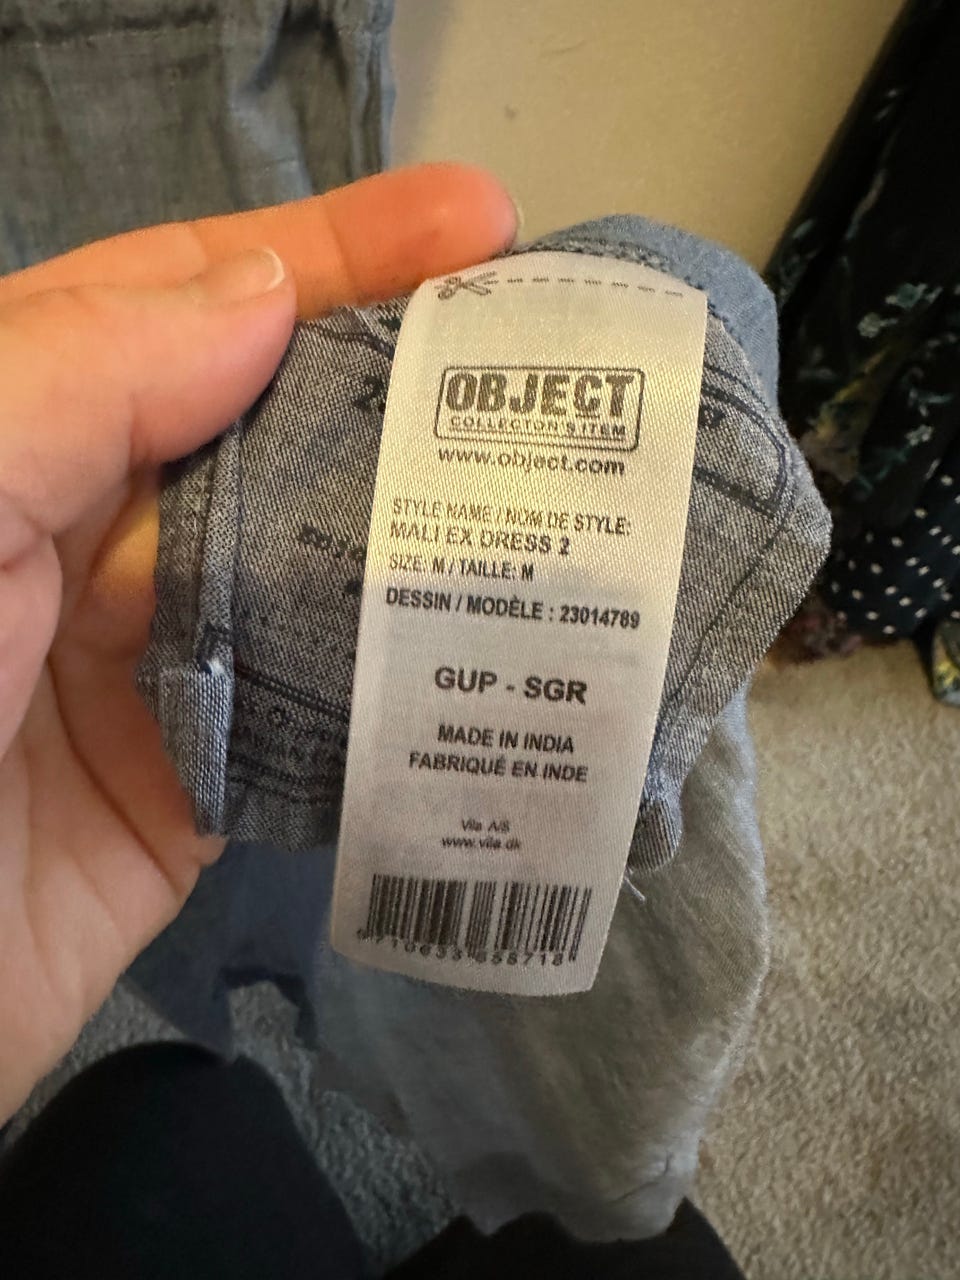 OBJECT
COLLECTORS ITEM
www.object.com
STYLE NAME / NOM DE STYLE:
MALI EX DRESS 2
SIZE: M / TAILLE: M
DESSIN / MODÈLE : 23014789
GUP - SGR
MADE IN INDIA
FABRIQUÉ EN INDE
Vila A/S
www.vila.dk